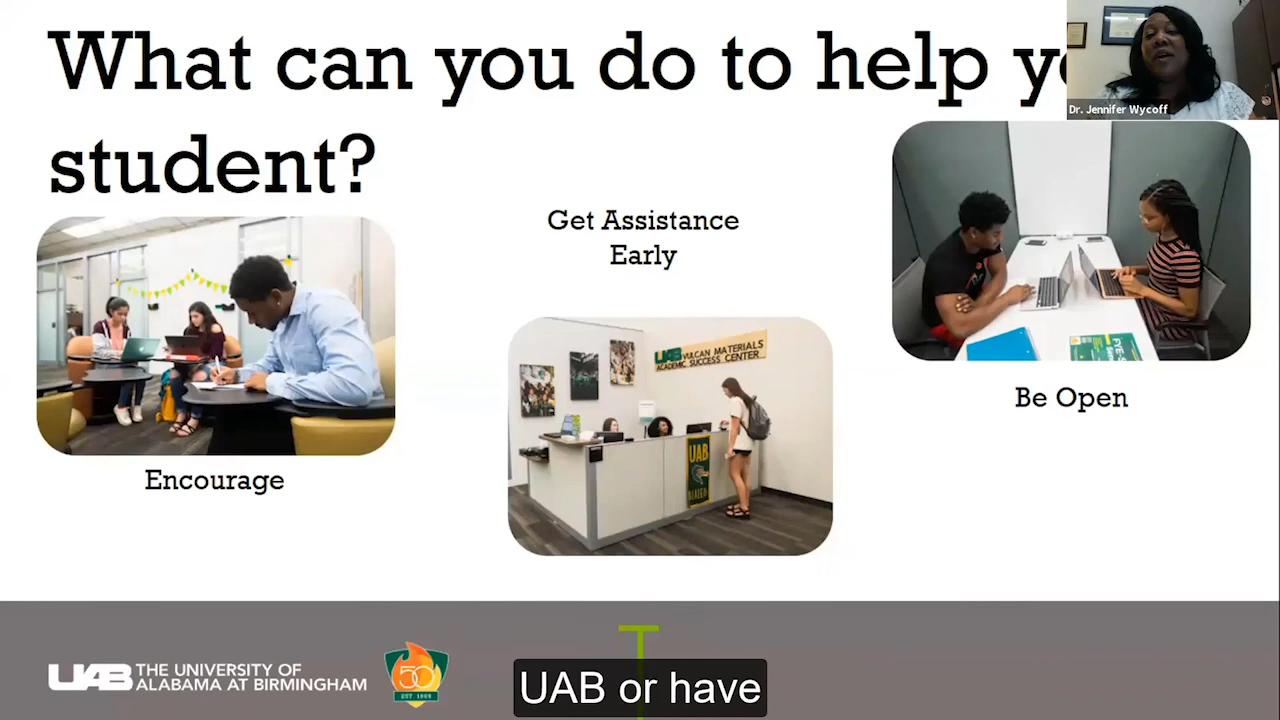 What can you do to help
student?
Dr. Jennifer Wycoff
Get Assistance
Early
UAB VULCAN MATERIALS
ACADEMIC SUCCESS CENTER
UAB
Be Open
Encourage
UAB THE UNIVERSITY OF
ALABAMA AT BIRMINGHAM
50
EST. 1969
UAB or have